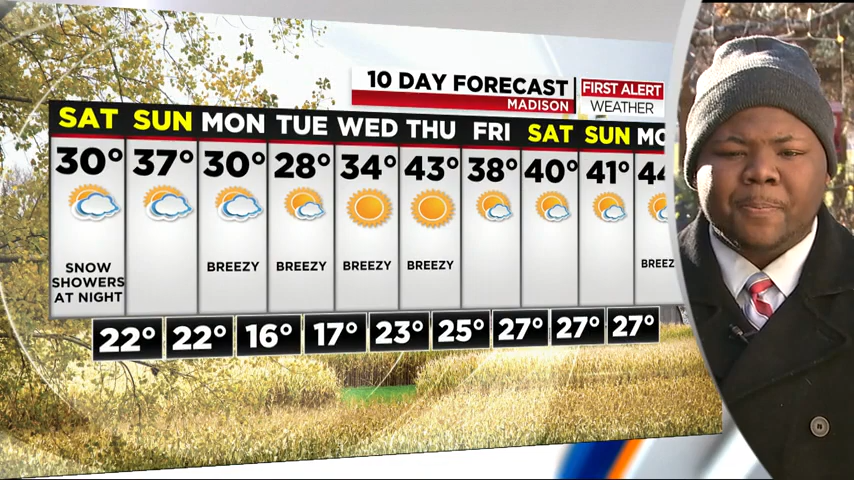 10 DAY FORECAST
MADISON
FIRST ALERT
WEATHER
SAT SUN MON TUE WED THU FRI SAT SUN
30° 37° 30° 28° 34° 43° 38° 40° 41°
SNOW
SHOWERS
AT NIGHT
BREEZY BREEZY BREEZY BREEZY
22° 22° 16° 17° 23° 25° 27° 27° 27°